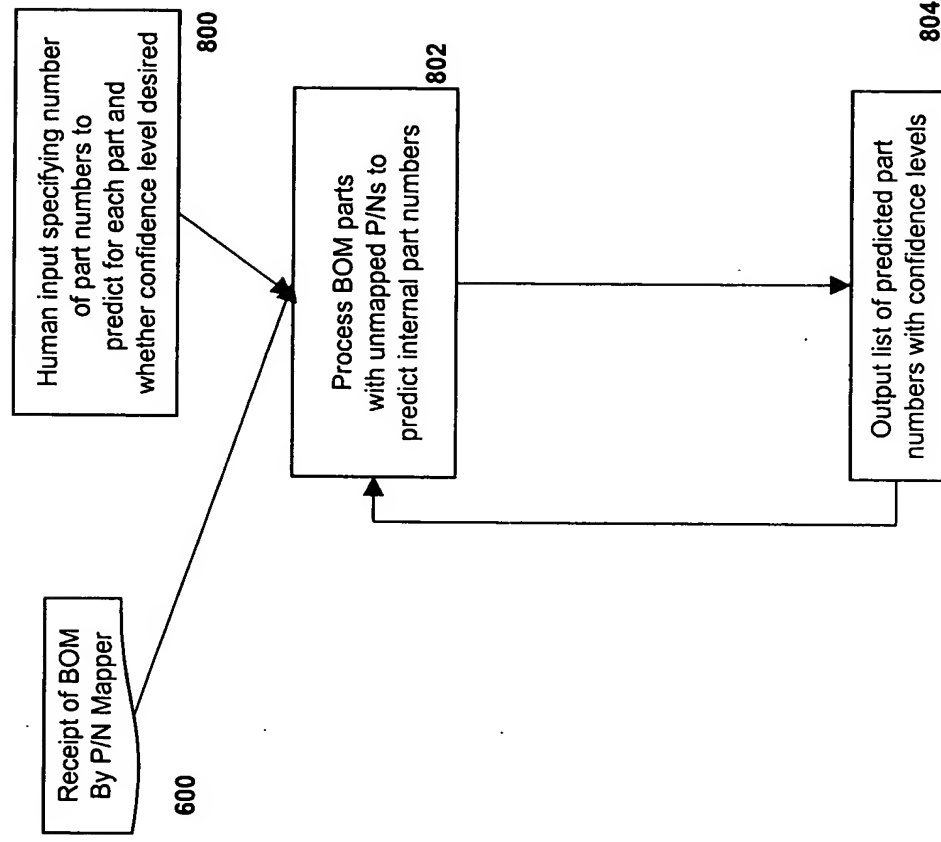 Receipt of BOM
By P/N Mapper
600
Human input specifying number
of part numbers to
predict for each part and
whether confidence level desired
800
Process BOM parts
with unmapped P/Ns to
predict internal part numbers
802
Output list of predicted part
numbers with confidence levels
804